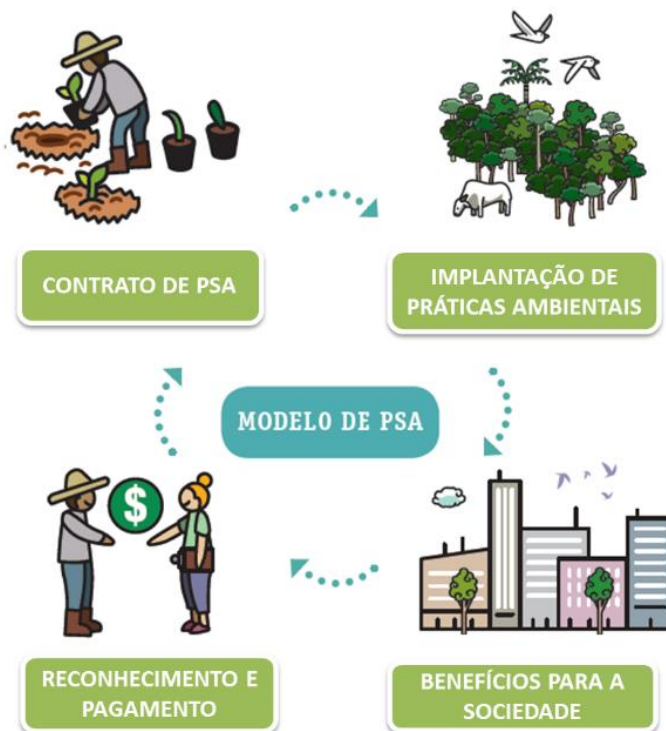 CONTRATO DE PSA
IMPLANTAÇÃO DE
PRÁTICAS AMBIENTAIS
MODELO DE PSA
$
RECONHECIMENTO E
PAGAMENTO
BENEFÍCIOS PARA A
SOCIEDADE